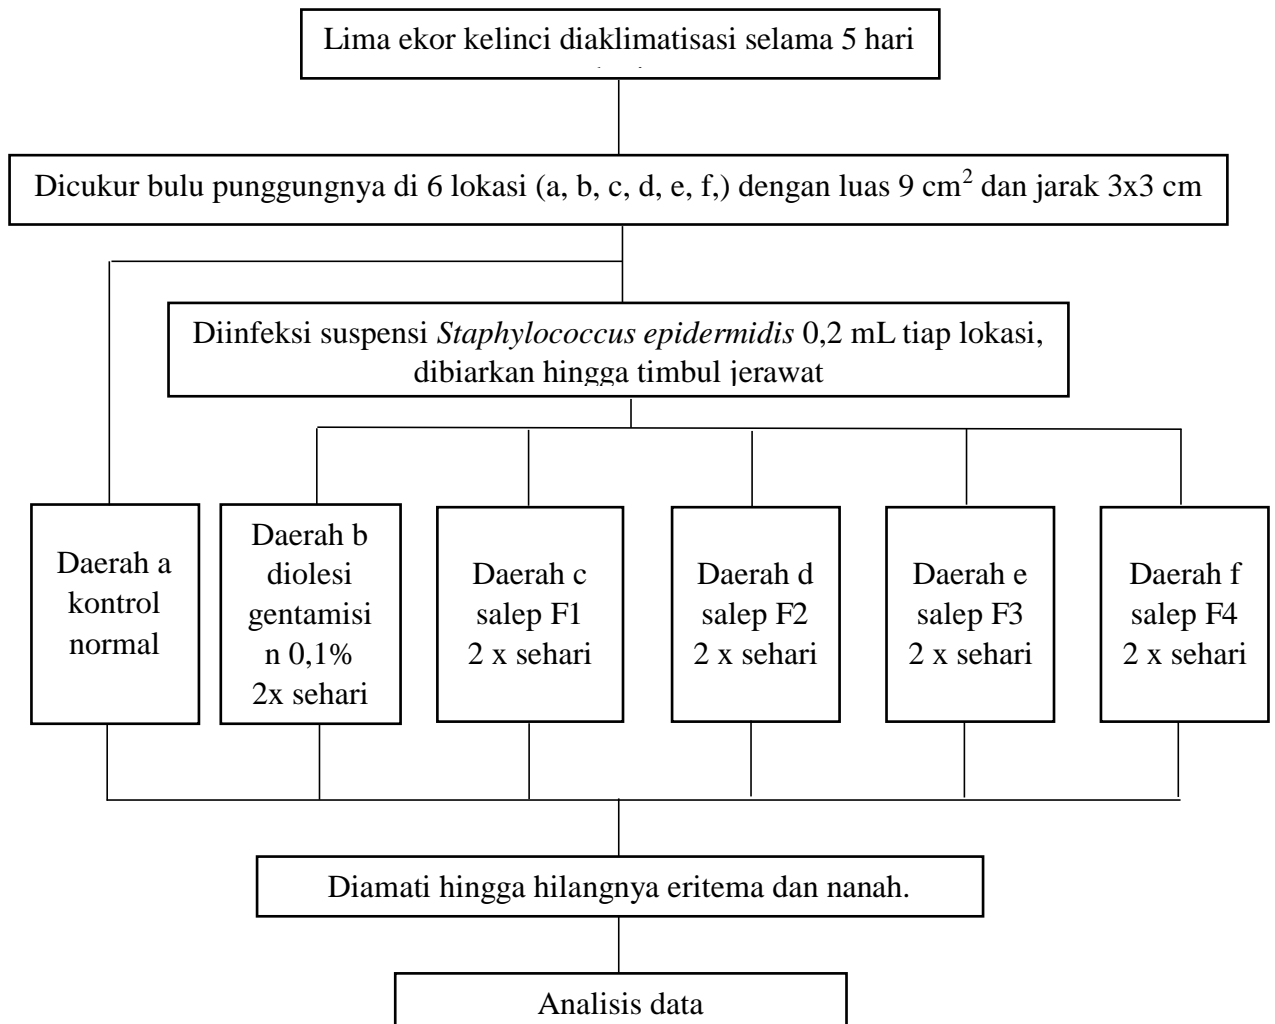 Lima ekor kelinci diaklimatisasi selama 5 hari
Dicukur bulu punggungnya di 6 lokasi (a, b, c, d, e, f,) dengan luas 9 cm² dan jarak 3x3 cm
Diinfeksi suspensi Staphylococcus epidermidis 0,2 mL tiap lokasi,
dibiarkan hingga timbul jerawat
Daerah a
kontrol
normal
Daerah b
diolesi
gentamisi
n 0,1%
2x sehari
Daerah c
salep F1
2 x sehari
Daerah d
salep F2
2 x sehari
Daerah e
salep F3
2 x sehari
Daerah f
salep F4
2 x sehari
Diamati hingga hilangnya eritema dan nanah.
Analisis data